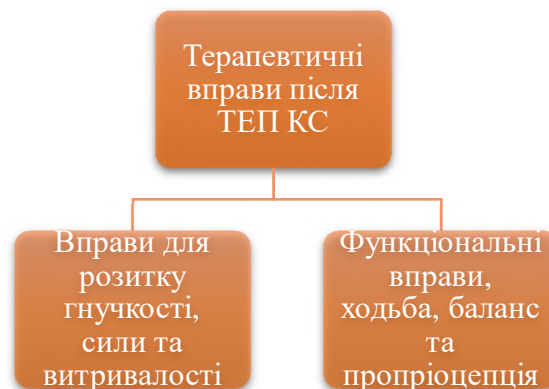 Терапевтичні
вправи після
ТЕП КС
Вправи для
розитку
гнучкості,
сили та
витривалості
Функціональні
вправи,
ходьба, баланс
та
пропріоцепція